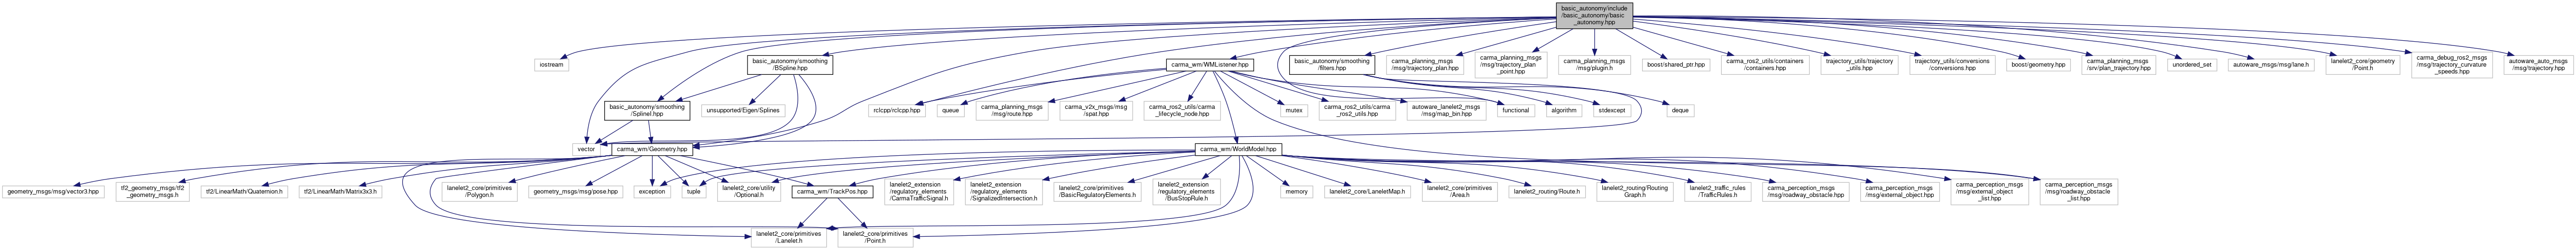 basic_autonomy/include
/basic_autonomy/basic
_autonomy.hpp
iostream
basic_autonomy/smoothing
/BSpline.hpp
carma_wm/WMListener.hpp
basic_autonomy/smoothing
/filters.hpp
carma_planning_msgs
/msg/trajectory_plan.hpp
carma_planning_msgs
/msg/trajectory_plan
_point.hpp
carma_planning_msgs
/msg/plugin.h
boost/shared_ptr.hpp
carma_ros2_utils/containers
/containers.hpp
trajectory_utils/trajectory
_utils.hpp
trajectory_utils/conversions
/conversions.hpp
boost/geometry.hpp
carma_planning_msgs
/srv/plan_trajectory.hpp
unordered_set
autoware_msgs/msg/lane.h
lanelet2_core/geometry
/Point.h
carma_debug_ros2_msgs
/msg/trajectory_curvature
_speeds.hpp
autoware_auto_msgs
/msg/trajectory.hpp
basic_autonomy/smoothing
/SplineI.hpp
unsupported/Eigen/Splines
rclcpp/rclcpp.hpp
queue
carma_planning_msgs
/msg/route.hpp
carma_v2x_msgs/msg
/spat.hpp
carma_ros2_utils/carma
_lifecycle_node.hpp
mutex
carma_ros2_utils/carma
_ros2_utils.hpp
autoware_lanelet2_msgs
/msg/map_bin.hpp
functional
algorithm
stdexcept
deque
vector
carma_wm/Geometry.hpp
carma_wm/WorldModel.hpp
geometry_msgs/msg/vector3.hpp
tf2_geometry_msgs/tf2
_geometry_msgs.h
tf2/LinearMath/Quaternion.h
tf2/LinearMath/Matrix3x3.h
lanelet2_core/primitives
/Polygon.h
geometry_msgs/msg/pose.hpp
exception
tuple
lanelet2_core/utility
/Optional.h
carma_wm/TrackPos.hpp
lanelet2_extension
/regulatory_elements
/CarmaTrafficSignal.h
lanelet2_extension
/regulatory_elements
/SignalizedIntersection.h
lanelet2_core/primitives
/BasicRegulatoryElements.h
lanelet2_extension
/regulatory_elements
/BusStopRule.h
memory
lanelet2_core/LaneletMap.h
lanelet2_core/primitives
/Area.h
lanelet2_routing/Route.h
lanelet2_routing/Routing
Graph.h
lanelet2_traffic_rules
/TrafficRules.h
carma_perception_msgs
/msg/roadway_obstacle.hpp
carma_perception_msgs
/msg/external_object.hpp
carma_perception_msgs
/msg/external_object
_list.hpp
carma_perception_msgs
/msg/roadway_obstacle
_list.hpp
lanelet2_core/primitives
/Lanelet.h
lanelet2_core/primitives
/Point.h